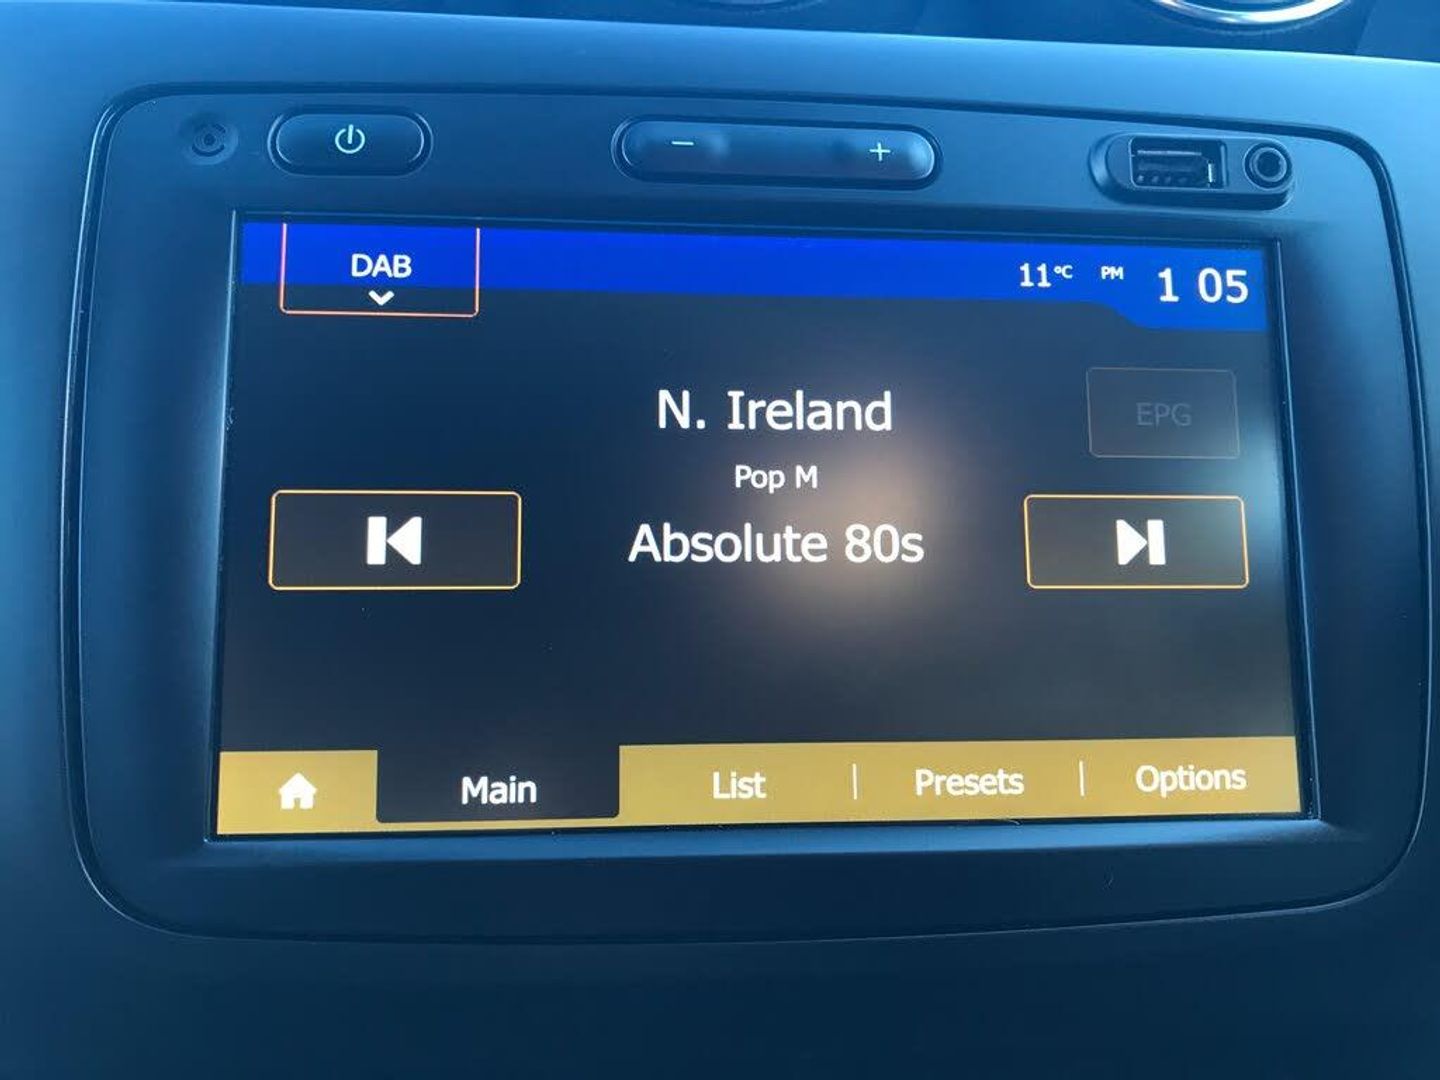 DAB
11°C PM 1 05
N. Ireland
EPG
Pop M
Absolute 80s
Main List Presets Options